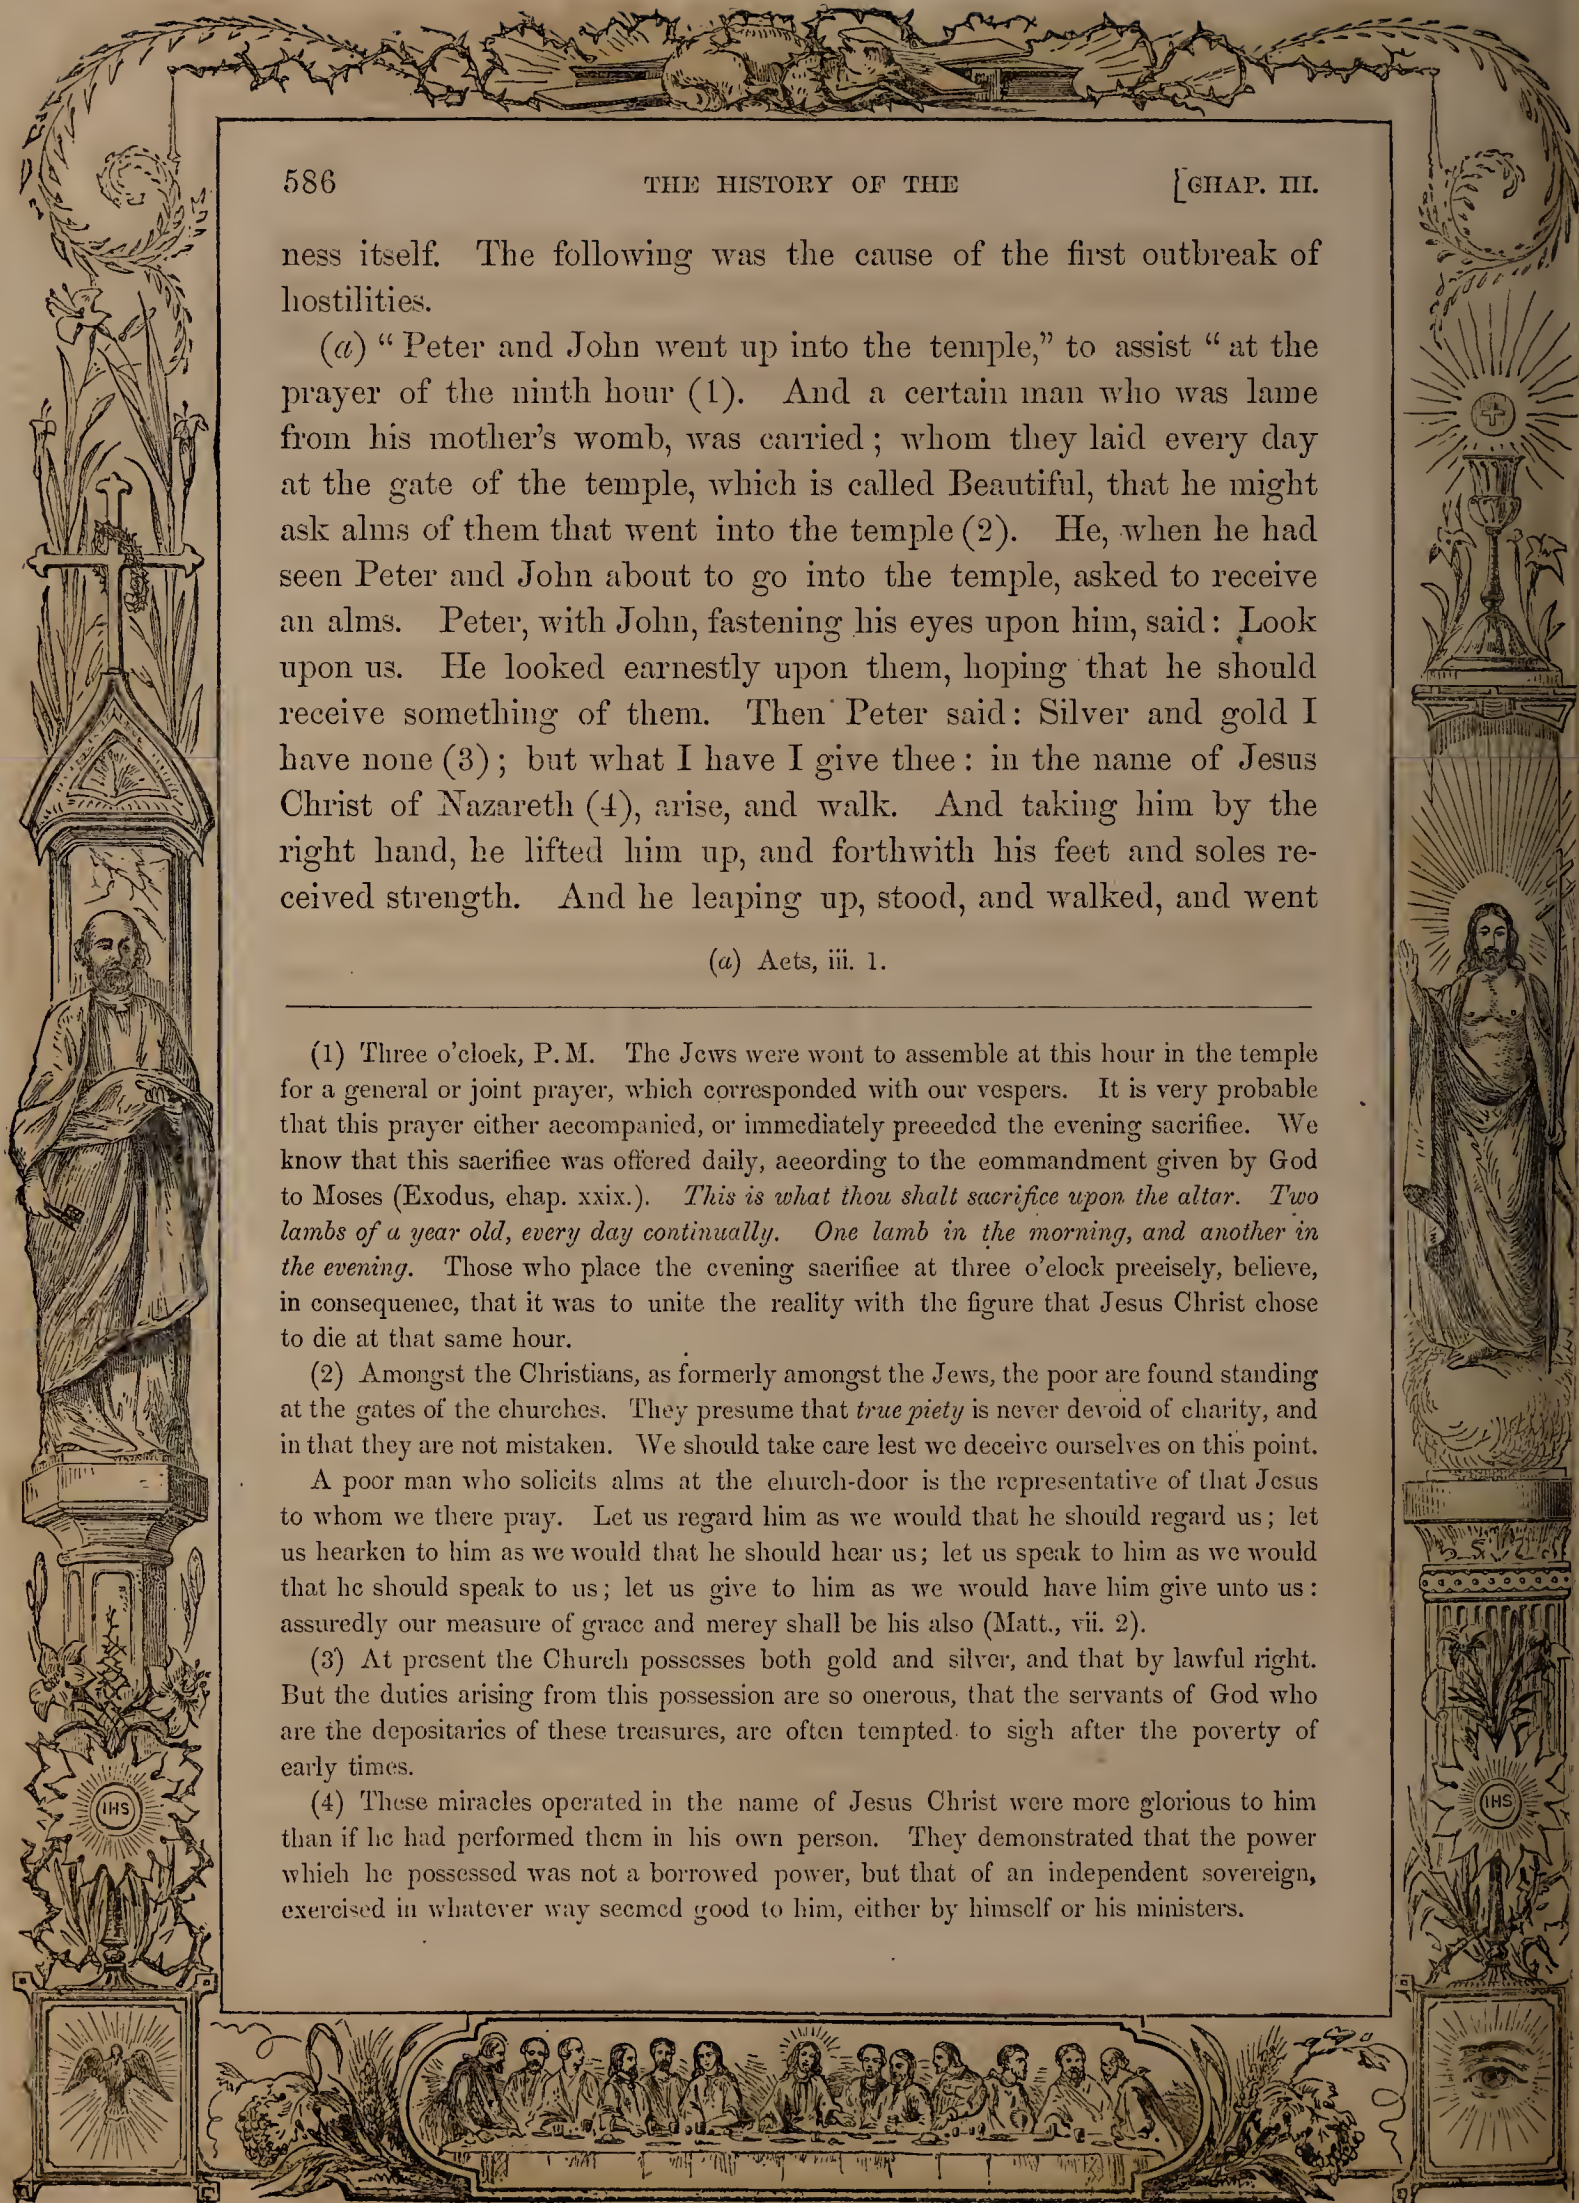 586 THE HISTORY OF THE [CHAP. III.
ness itself. The following was the cause of the first outbreak of
hostilities.
(a) “ Peter and John went up into the temple,” to assist “ at the
prayer of the ninth hour (1). And a certain man who was lame
from his mother’s womb, was carried ; whom they laid every day
at the gate of the temple, which is called Beautiful, that he might
ask alms of them that went into the temple (2). He, when he had
seen Peter and John about to go into the temple, asked to receive
an alms. Peter, with John, fastening his eyes upon him, said : Look
upon us. He looked earnestly upon them, hoping that he should
receive something of them. Then Peter said : Silver and gold I
have none (3) ; but what I have I give thee : in the name of Jesus
Christ of Nazareth (4), arise, and walk. And taking him by the
right hand, he lifted him up, and forthwith his feet and soles re-
ceived strength. And he leaping up, stood, and walked, and went
(a) Acts, iii. 1.
(1) Three o’clock, P. M. The Jews were wont to assemble at this hour in the temple
for a general or joint prayer, which corresponded with our vespers. It is very probable
that this prayer either accompanied, or immediately preceded the evening sacrifice. We
know that this sacrifice was offered daily, according to the commandment given by God
to Moses (Exodus, chap. xxix.). This is what thou shalt sacrifice upon the altar. Two
lambs of a year old, every day continually. One lamb in the morning, and another in
the evening. Those who place the evening sacrifice at three o’clock precisely, believe,
in consequence, that it was to unite the reality with the figure that Jesus Christ chose
to die at that same hour.
(2) Amongst the Christians, as formerly amongst the Jews, the poor are found standing
at the gates of the churches. They presume that true piety is never devoid of charity, and
in that they are not mistaken. We should take care lest we deceive ourselves on this point.
A poor man who solicits alms at the church-door is the representative of that Jesus
to whom we there pray. Let us regard him as we would that he should regard us ; let
us hearken to him as we would that he should hear us ; let us speak to him as we would
that he should speak to us ; let us give to him as we would have him give unto us :
assuredly our measure of grace and mercy shall be his also (Matt., vii. 2).
(3) At present the Church possesses both gold and silver, and that by lawful right.
But the duties arising from this possession are so onerous, that the servants of God who
are the depositaries of these treasures, are often tempted to sigh after the poverty of
early times.
(4) These miracles operated in the name of Jesus Christ were more glorious to him
than if he had performed them in his own person. They demonstrated that the power
which he possessed was not a borrowed power, but that of an independent sovereign,
exercised in whatever way seemed good to him, either by himself or his ministers.
IHS
IHS